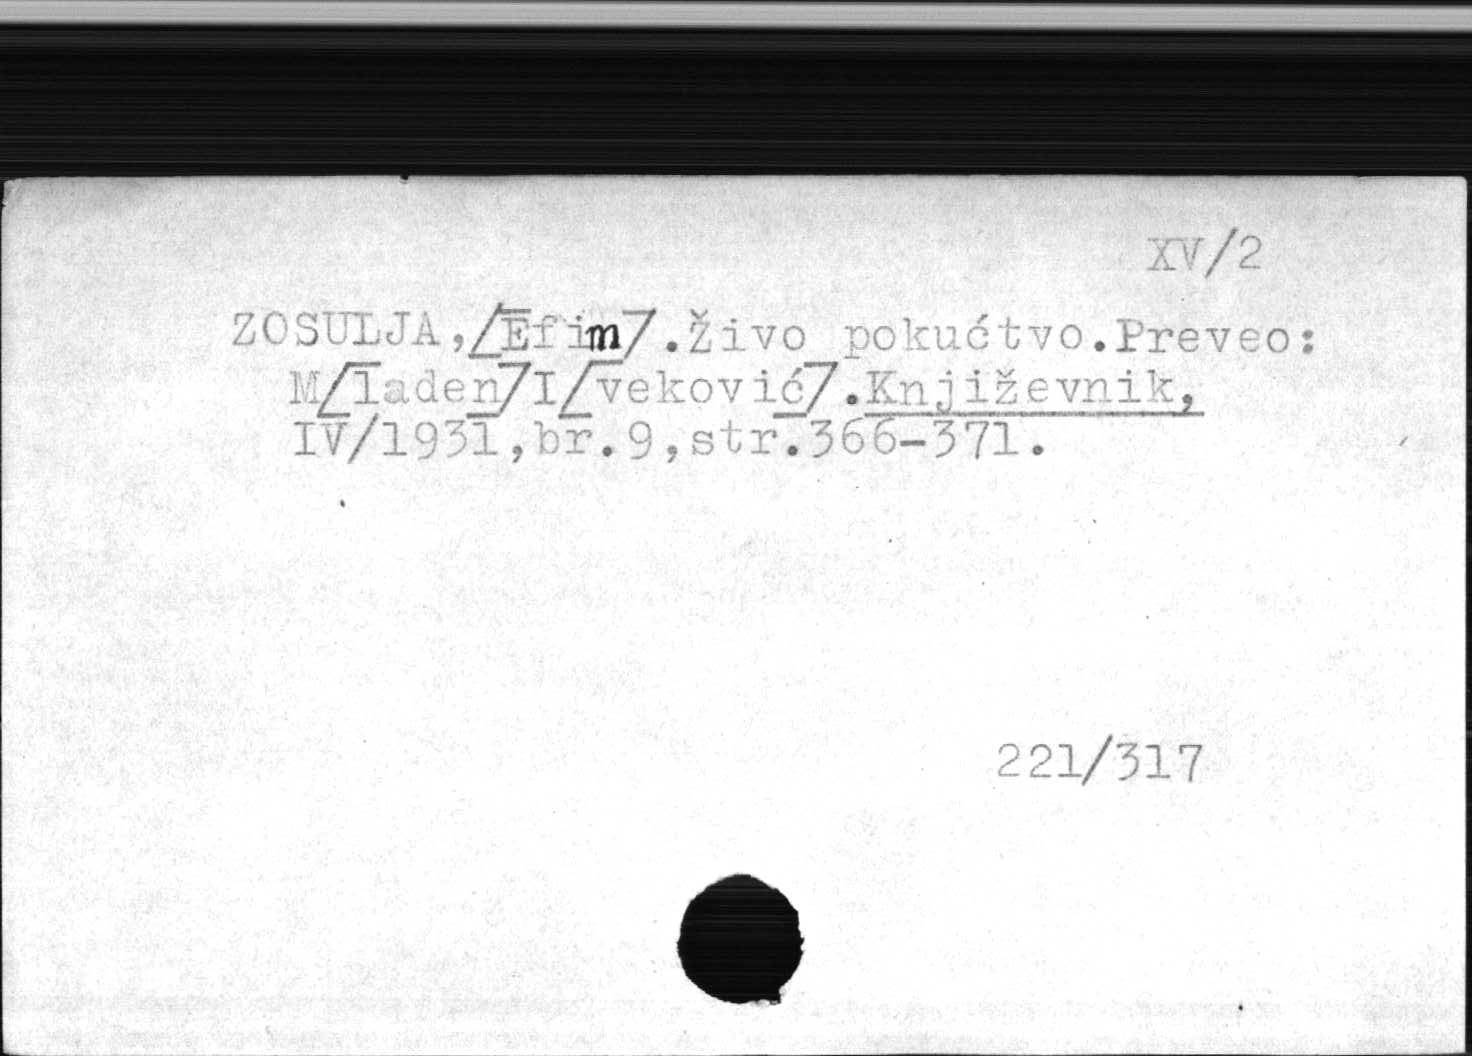 XV/2
ZOSULJA,/Efim/.Živo pokućtvo.Preveo:
M/laden/I/veković/.Književnik,
IV/1931,br.9,str.366-371.
221/317